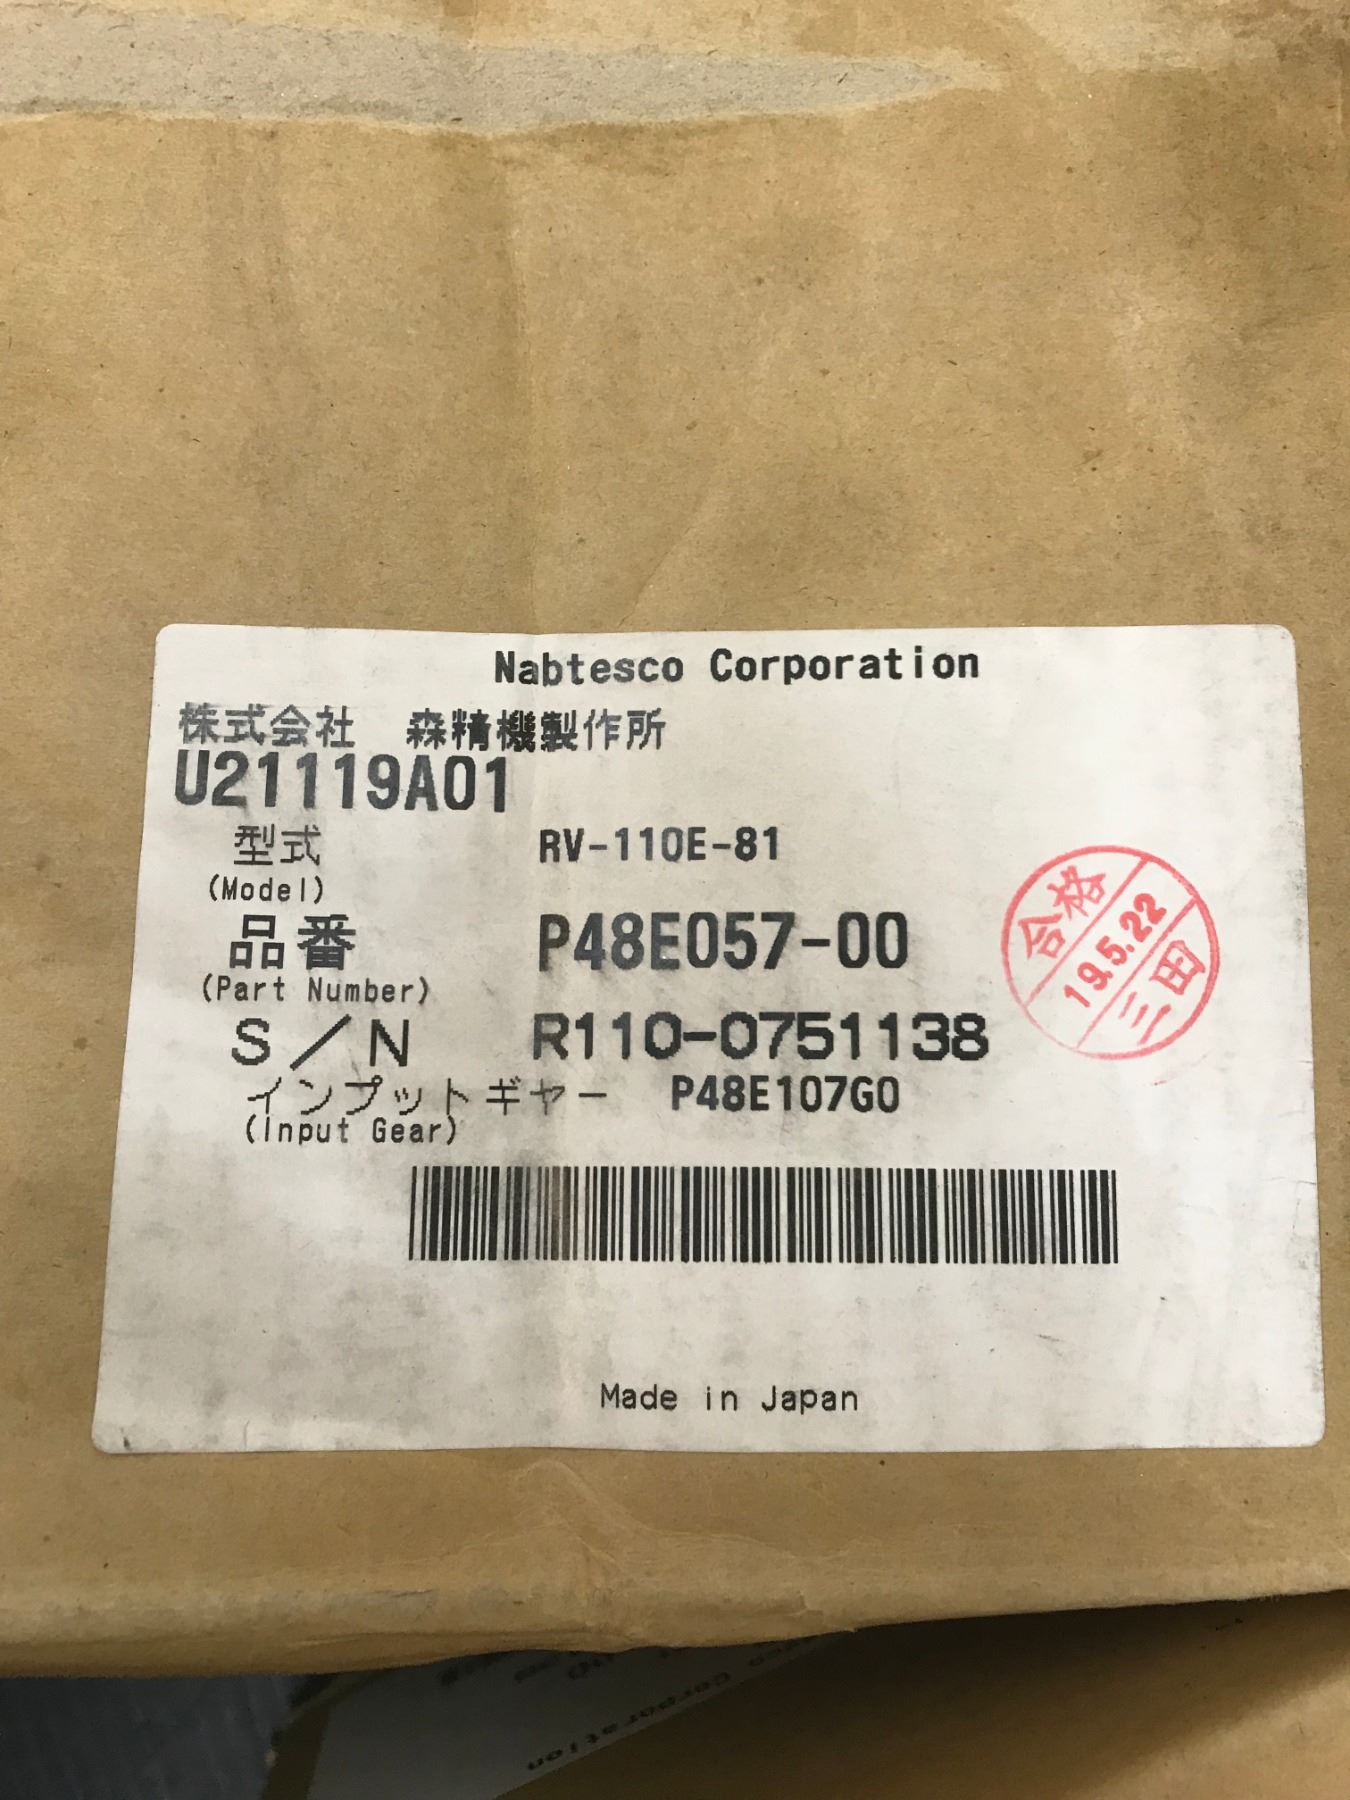 Nabtesco Corporation
株式会社 森精機製作所
U21119A01
型式 RV-110E-81
(Model)
品番 P48E057-00
(Part Number)
S/N R110-0751138
インプットギヤー P48E107G0
(Input Gear)
合格
19.5.22
三田
Made in Japan
Corporation